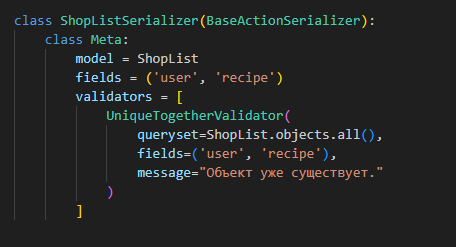 class ShopListSerializer(BaseActionSerializer):
    class Meta:
        model = ShopList
        fields = ('user', 'recipe')
        validators = [
            UniqueTogetherValidator(
                queryset=ShopList.objects.all(),
                fields=('user', 'recipe'),
                message="Объект уже существует."
            )
        ]